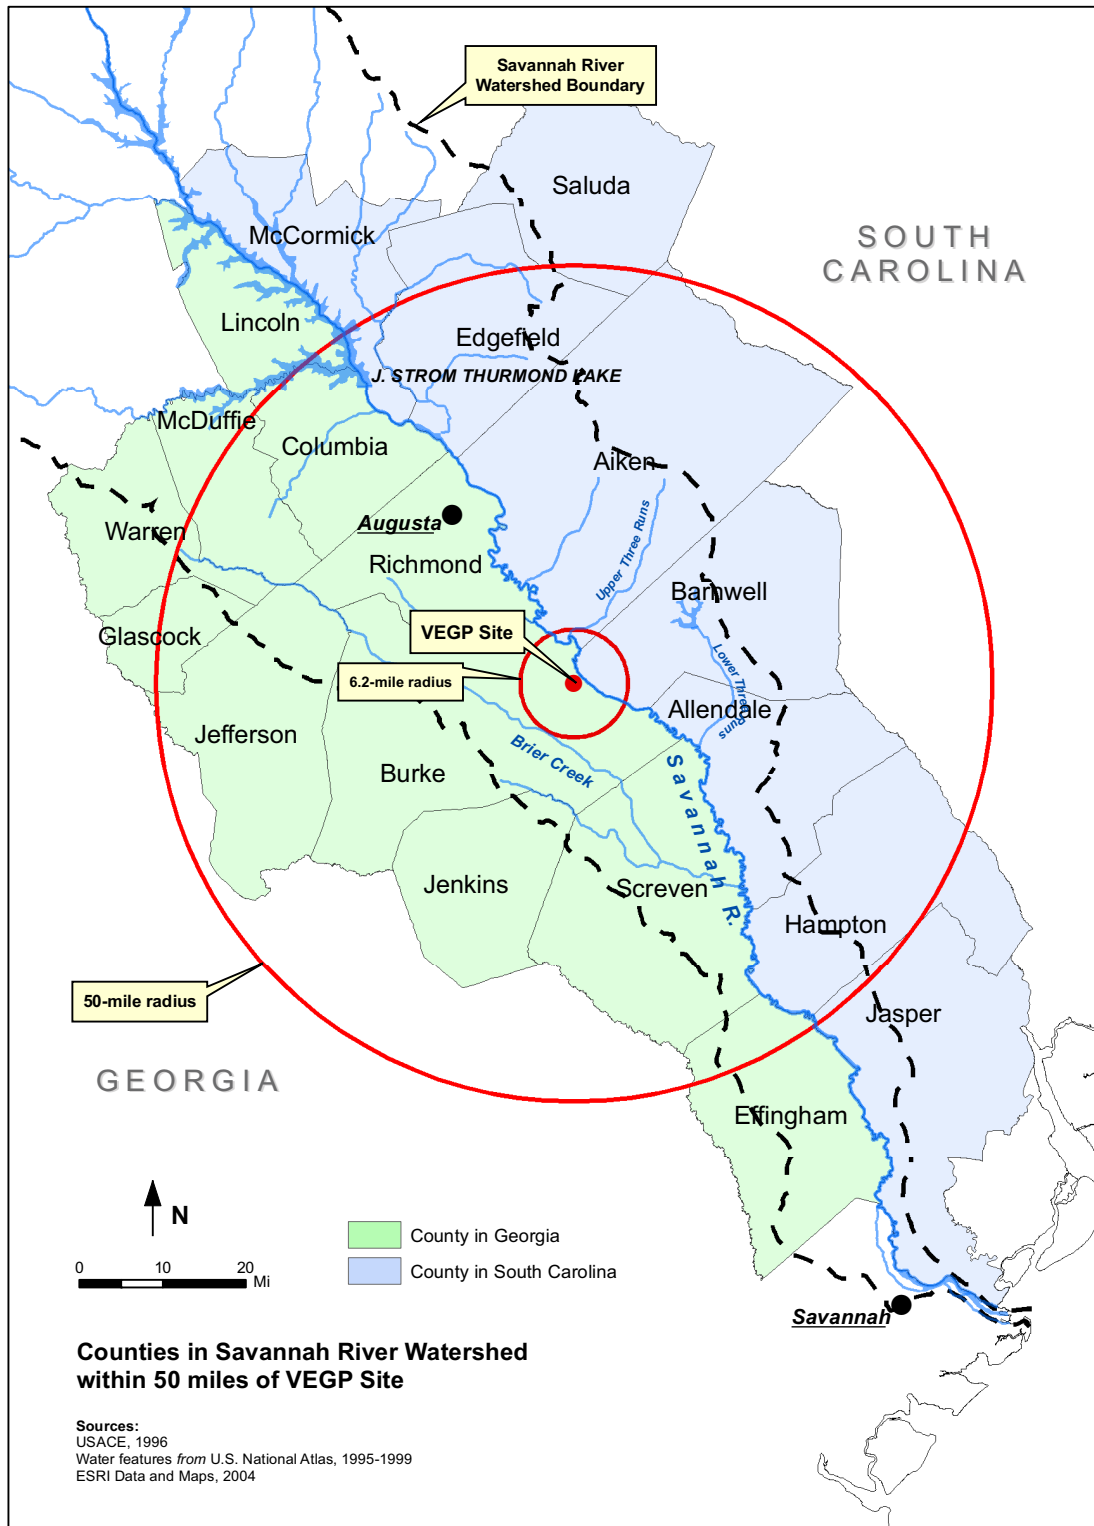 Savannah River
Watershed Boundary
Saluda
SOUTH
CAROLINA
McCormick
Lincoln
Edgefield
J. STROM THURMOND LAKE
McDuffie
Columbia
Aiken
Augusta
Warren
Richmond
Upper Three Runs
Barnwell
VEGP Site
Glascock
6.2-mile radius
Lower Three Runs
Allendale
Jefferson
Brier Creek
Burke
Savannah R.
Jenkins
Screven
Hampton
50-mile radius
Jasper
GEORGIA
Effingham
N
0 10 20
Mi
County in Georgia
County in South Carolina
Savannah
Counties in Savannah River Watershed
within 50 miles of VEGP Site
Sources:
USACE, 1996
Water features from U.S. National Atlas, 1995-1999
ESRI Data and Maps, 2004